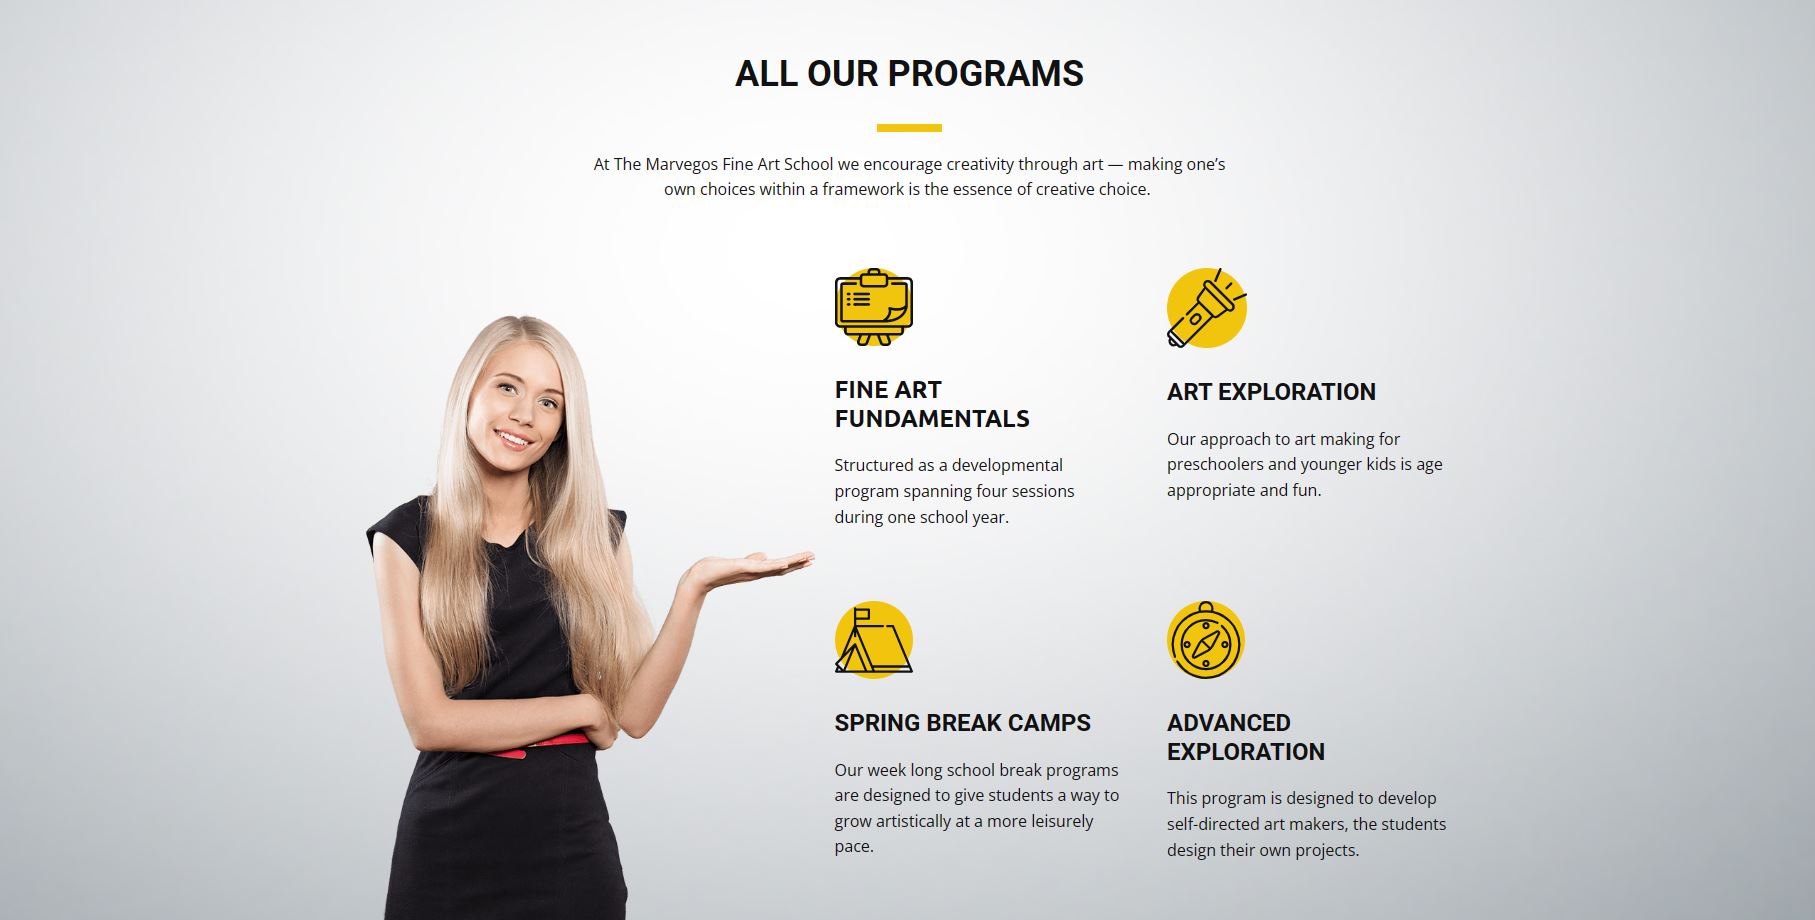 ALL OUR PROGRAMS
At The Marvegos Fine Art School we encourage creativity through art — making one’s
own choices within a framework is the essence of creative choice.
FINE ART
FUNDAMENTALS
Structured as a developmental
program spanning four sessions
during one school year.
ART EXPLORATION
Our approach to art making for
preschoolers and younger kids is age
appropriate and fun.
SPRING BREAK CAMPS
Our week long school break programs
are designed to give students a way to
grow artistically at a more leisurely
pace.
ADVANCED
EXPLORATION
This program is designed to develop
self-directed art makers, the students
design their own projects.